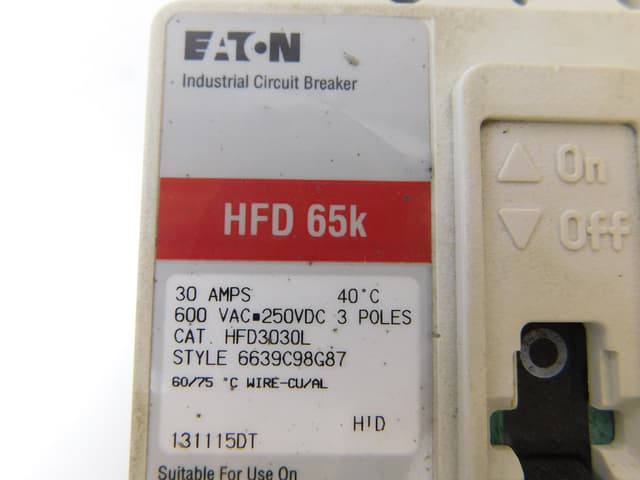 EATON
Industrial Circuit Breaker
HFD 65k
30 AMPS 40°C
600 VAC■250VDC 3 POLES
CAT. HFD3030L
STYLE 6639C98G87
60/75 °C WIRE-CU/AL
H'D
131115DT
Suitable For Use On
△ On
▽ Off